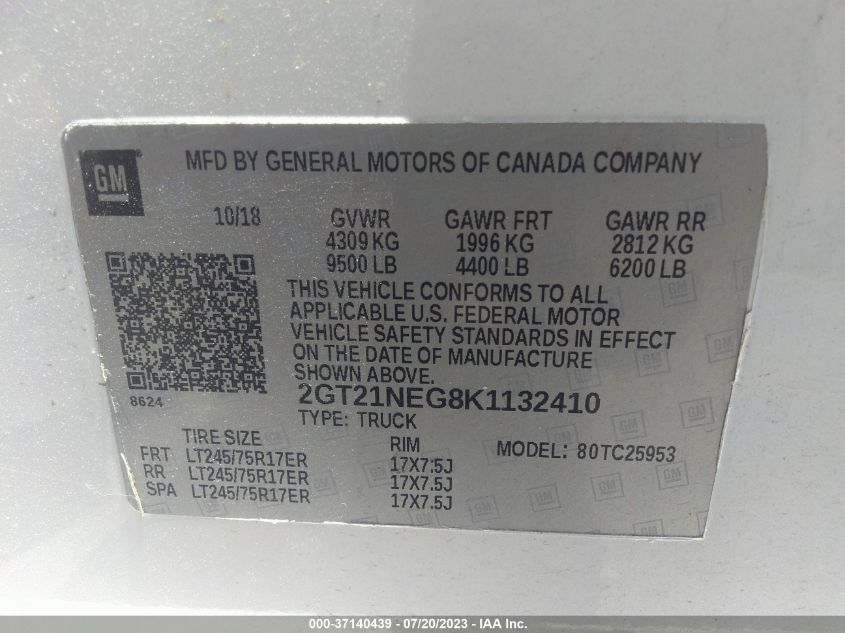 GM
MFD BY GENERAL MOTORS OF CANADA COMPANY
10/18 GVWR GAWR FRT GAWR RR
4309 KG 1996 KG 2812 KG
9500 LB 4400 LB 6200 LB
THIS VEHICLE CONFORMS TO ALL
APPLICABLE U.S. FEDERAL MOTOR
VEHICLE SAFETY STANDARDS IN EFFECT
ON THE DATE OF MANUFACTURE
SHOWN ABOVE.
8624
2GT21NEG8K1132410
TYPE: TRUCK
TIRE SIZE RIM MODEL: 80TC25953
FRT LT245/75R17ER 17X7.5J
RR LT245/75R17ER 17X7.5J
SPA LT245/75R17ER 17X7.5J
000-37140439 - 07/20/2023 - IAA Inc.